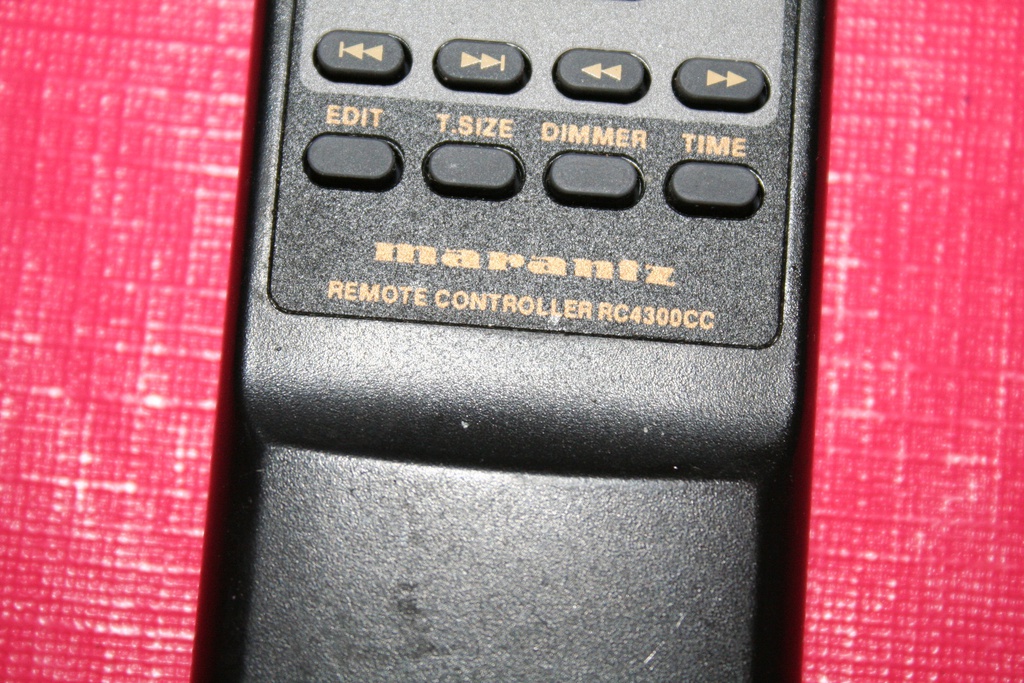 EDIT T.SIZE DIMMER TIME
marantz
REMOTE CONTROLLER RC4300CC